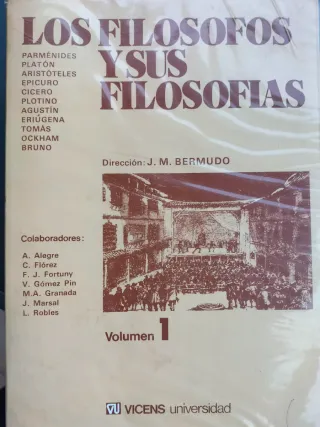 LOS FILOSOFOS
Y SUS
FILOSOFIAS
PARMÉNIDES
PLATÓN
ARISTÓTELES
EPICURO
CICERO
PLOTINO
AGUSTÍN
ERIÚGENA
TOMÁS
OCKHAM
BRUNO
Dirección: J. M. BERMUDO
Colaboradores:
A. Alegre
C. Flórez
F. J. Fortuny
V. Gómez Pin
M.A. Granada
J. Marsal
L. Robles
Volumen 1
VU VICENS universidad